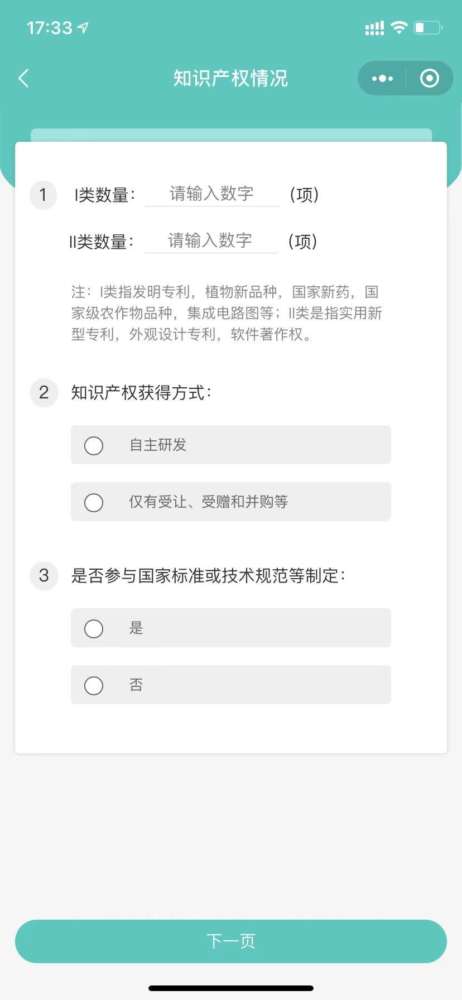 17:33
知识产权情况
1 I类数量： 请输入数字 (项)
II类数量： 请输入数字 (项)
注：I类指发明专利，植物新品种，国家新药，国
家级农作物品种，集成电路图等；II类是指实用新
型专利，外观设计专利，软件著作权。
2 知识产权获得方式：
自主研发
仅有受让、受赠和并购等
3 是否参与国家标准或技术规范等制定：
是
否
下一页